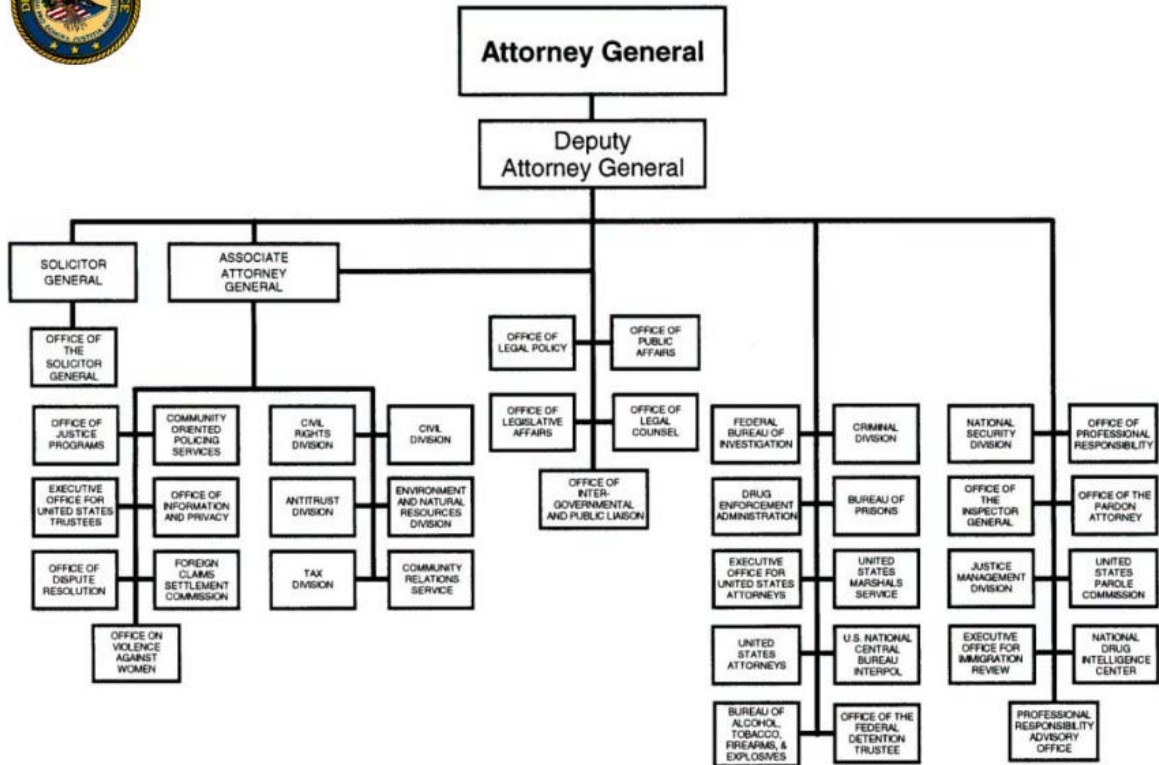 Attorney General
Deputy
Attorney General
SOLICITOR
GENERAL
ASSOCIATE
ATTORNEY
GENERAL
OFFICE OF
THE
SOLICITOR
GENERAL
OFFICE OF
LEGAL POLICY
OFFICE OF
PUBLIC
AFFAIRS
OFFICE OF
LEGISLATIVE
AFFAIRS
OFFICE OF
LEGAL
COUNSEL
OFFICE OF
INTER-
GOVERNMENTAL
AND PUBLIC LIAISON
OFFICE OF
JUSTICE
PROGRAMS
COMMUNITY
ORIENTED
POLICING
SERVICES
CIVIL
RIGHTS
DIVISION
CIVIL
DIVISION
EXECUTIVE
OFFICE FOR
UNITED STATES
TRUSTEES
OFFICE OF
INFORMATION
AND PRIVACY
ANTITRUST
DIVISION
ENVIRONMENT
AND NATURAL
RESOURCES
DIVISION
OFFICE OF
DISPUTE
RESOLUTION
FOREIGN
CLAIMS
SETTLEMENT
COMMISSION
TAX
DIVISION
COMMUNITY
RELATIONS
SERVICE
OFFICE ON
VIOLENCE
AGAINST
WOMEN
FEDERAL
BUREAU OF
INVESTIGATION
CRIMINAL
DIVISION
NATIONAL
SECURITY
DIVISION
OFFICE OF
PROFESSIONAL
RESPONSIBILITY
DRUG
ENFORCEMENT
ADMINISTRATION
BUREAU OF
PRISONS
OFFICE OF
THE
INSPECTOR
GENERAL
OFFICE OF THE
PARDON
ATTORNEY
EXECUTIVE
OFFICE FOR
UNITED STATES
ATTORNEYS
UNITED
STATES
MARSHALS
SERVICE
JUSTICE
MANAGEMENT
DIVISION
UNITED
STATES
PAROLE
COMMISSION
UNITED
STATES
ATTORNEYS
U.S. NATIONAL
CENTRAL
BUREAU
INTERPOL
EXECUTIVE
OFFICE FOR
IMMIGRATION
REVIEW
NATIONAL
DRUG
INTELLIGENCE
CENTER
BUREAU OF
ALCOHOL,
TOBACCO,
FIREARMS, &
EXPLOSIVES
OFFICE OF THE
FEDERAL
DETENTION
TRUSTEE
PROFESSIONAL
RESPONSIBILITY
ADVISORY
OFFICE